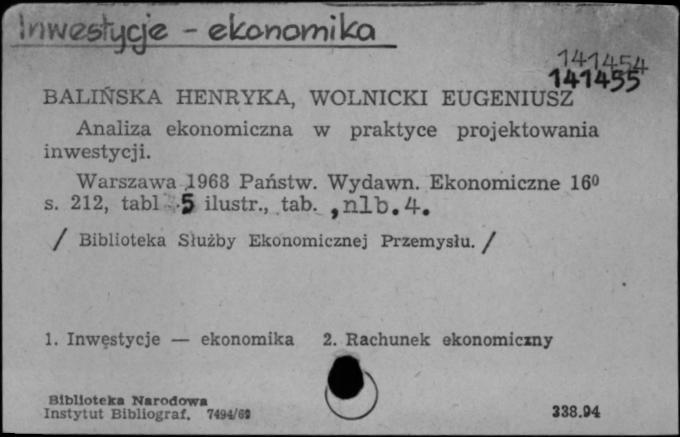 Inwestycje - ekonomika
141454
141455
BALIŃSKA HENRYKA, WOLNICKI EUGENIUSZ
Analiza ekonomiczna w praktyce projektowania
inwestycji.
Warszawa 1968 Państw. Wydawn. Ekonomiczne 16⁰
s. 212, tabl. 5 ilustr., tab. , nlb. 4.
/ Biblioteka Służby Ekonomicznej Przemysłu. /
1. Inwestycje — ekonomika 2. Rachunek ekonomiczny
Biblioteka Narodowa
Instytut Bibliograf. 7494/69
338.94